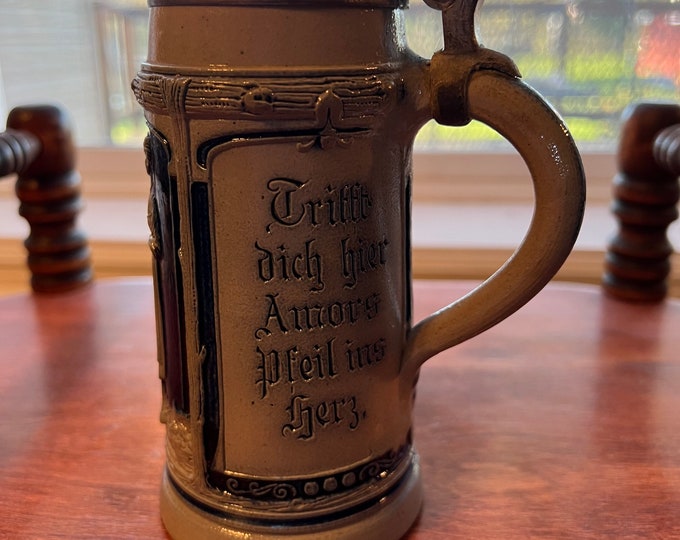 Trifft
dich hier
Amors
Pfeil ins
Herz.